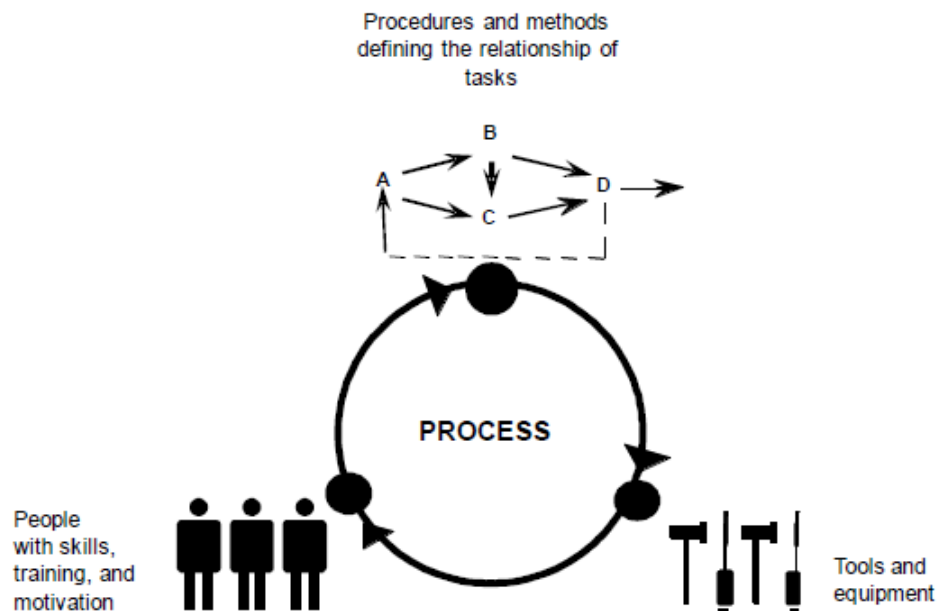 Procedures and methods
defining the relationship of
tasks
B
A
D
C
PROCESS
People
with skills,
training, and
motivation
Tools and
equipment